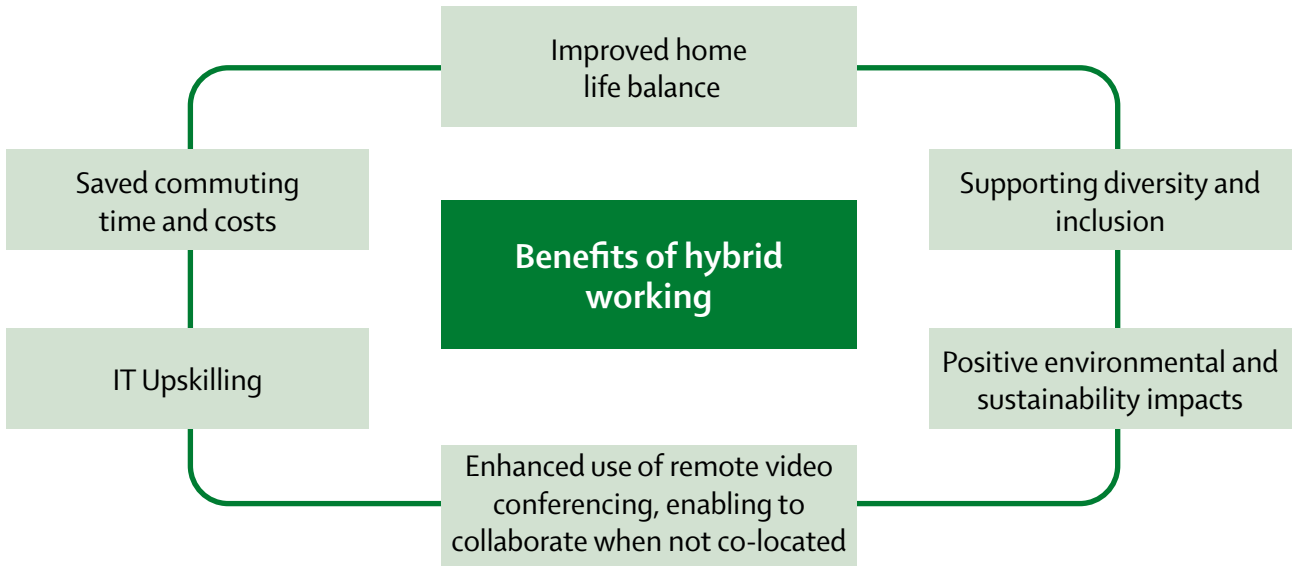 Improved home
life balance
Saved commuting
time and costs
Supporting diversity and
inclusion
Benefits of hybrid
working
IT Upskilling
Positive environmental and
sustainability impacts
Enhanced use of remote video
conferencing, enabling to
collaborate when not co-located